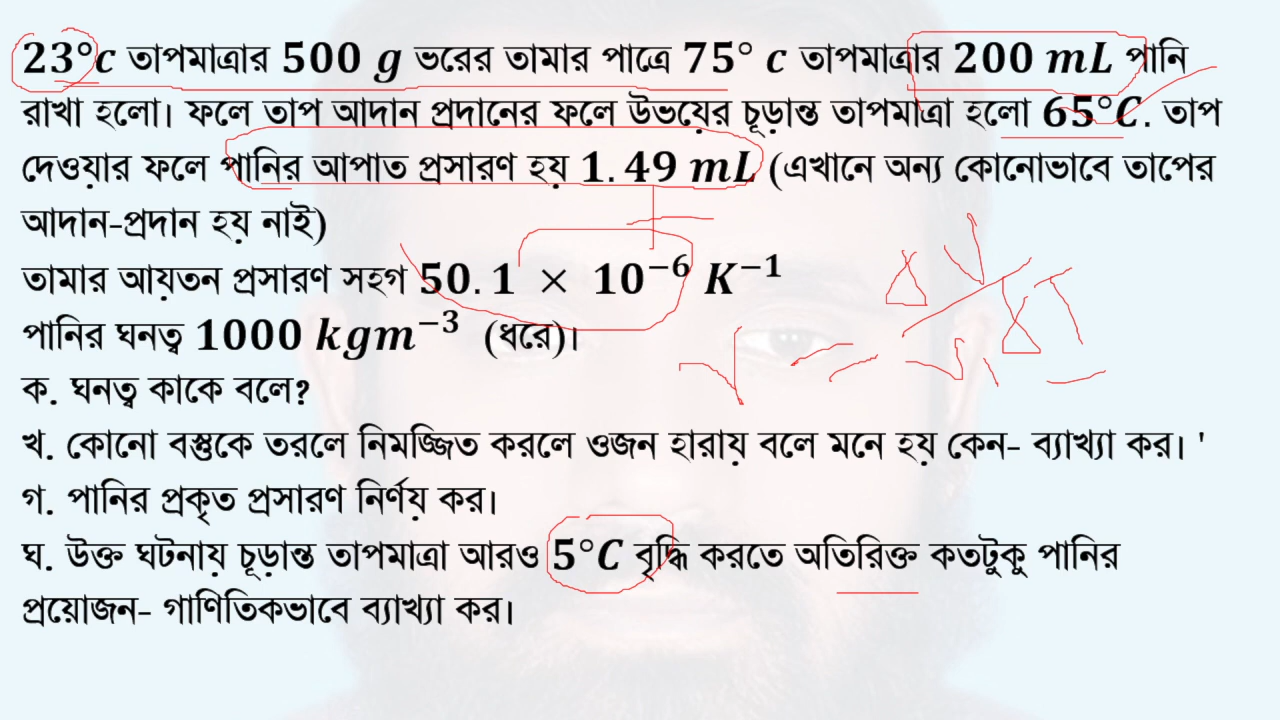 23°c তাপমাত্রার 500 g ভরের তামার পাত্রে 75° c তাপমাত্রার 200 mL পানি
রাখা হলো। ফলে তাপ আদান প্রদানের ফলে উভয়ের চূড়ান্ত তাপমাত্রা হলো 65°C. তাপ
দেওয়ার ফলে পানির আপাত প্রসারণ হয় 1.49 mL (এখানে অন্য কোনোভাবে তাপের
আদান-প্রদান হয় নাই)
তামার আয়তন প্রসারণ সহগ 50.1 × 10⁻⁶ K⁻¹
পানির ঘনত্ব 1000 kgm⁻³ (ধরে)।
ক. ঘনত্ব কাকে বলে?
খ. কোনো বস্তুকে তরলে নিমজ্জিত করলে ওজন হারায় বলে মনে হয় কেন- ব্যাখ্যা কর। '
গ. পানির প্রকৃত প্রসারণ নির্ণয় কর।
ঘ. উক্ত ঘটনায় চূড়ান্ত তাপমাত্রা আরও 5°C বৃদ্ধি করতে অতিরিক্ত কতটুকু পানির
প্রয়োজন- গাণিতিকভাবে ব্যাখ্যা কর।